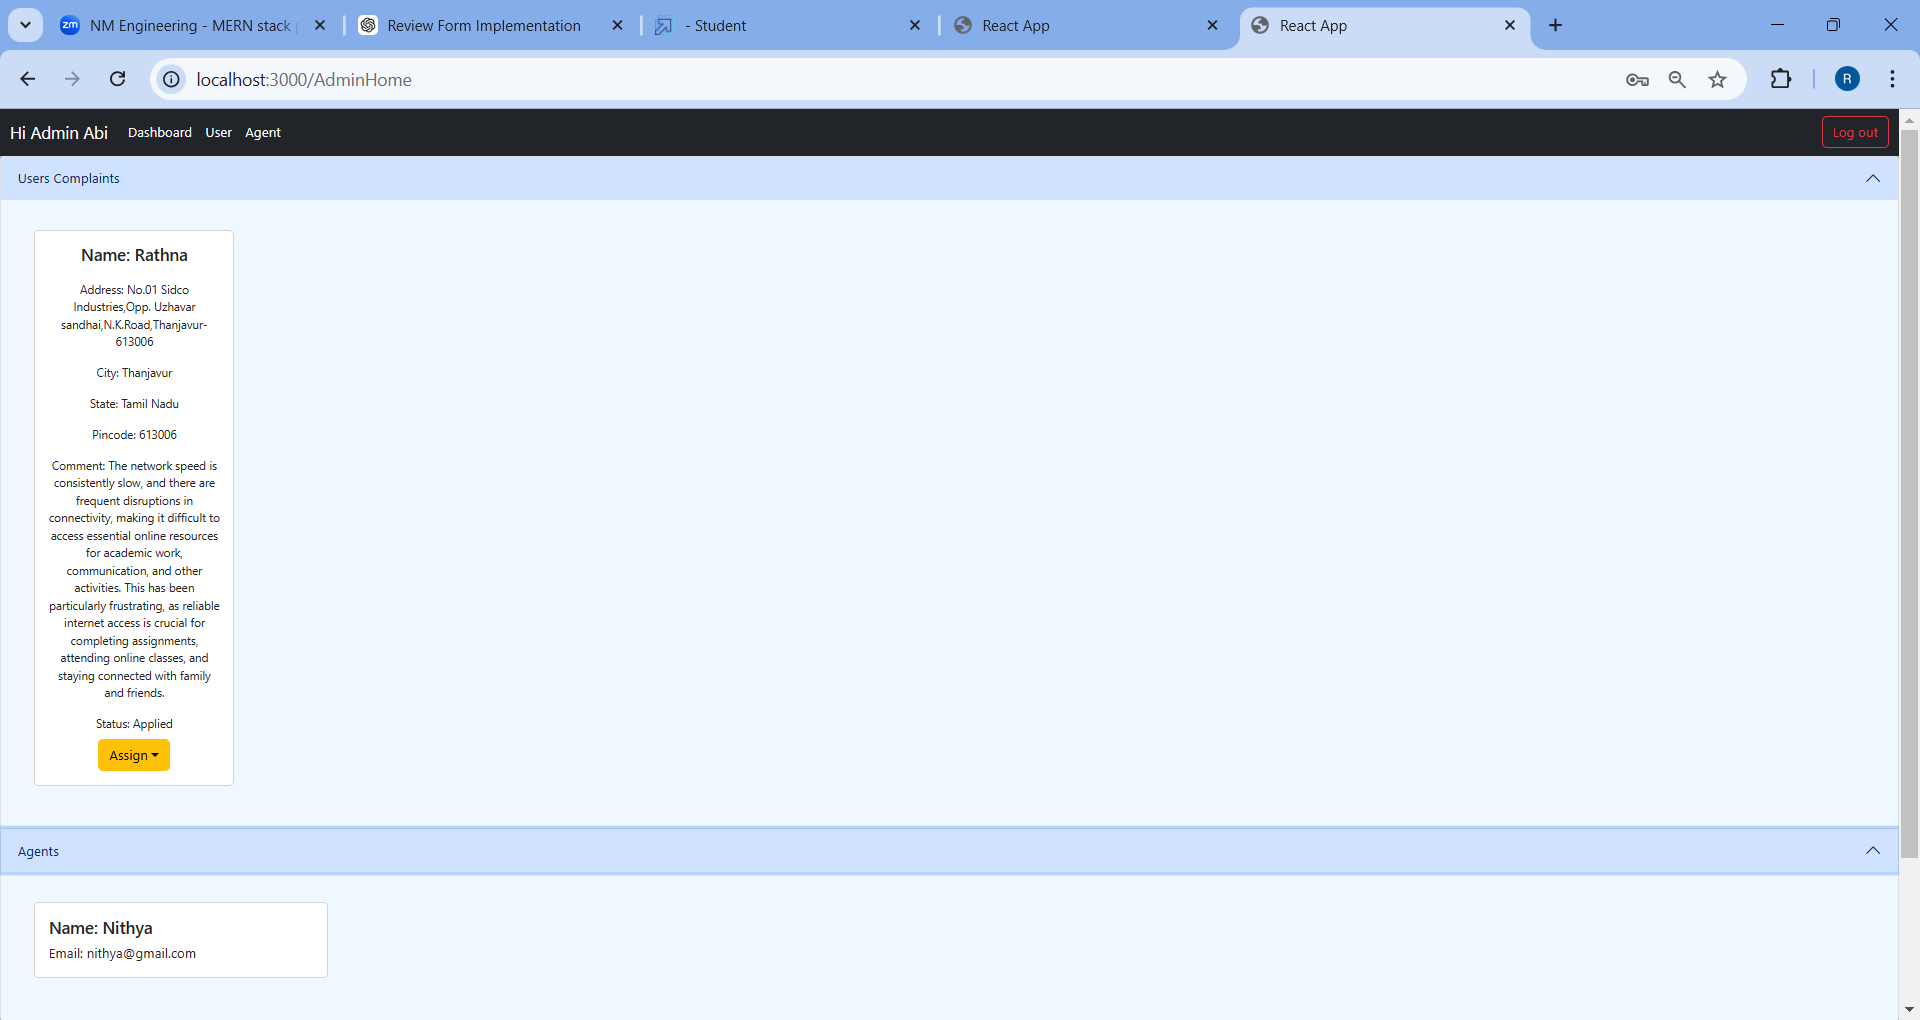 zm NM Engineering - MERN stack
Review Form Implementation
- Student
React App
React App
localhost:3000/AdminHome
R
Hi Admin Abi Dashboard User Agent Log out
Users Complaints
Name: Rathna
Address: No.01 Sidco
Industries,Opp. Uzhavar
sandhai,N.K.Road,Thanjavur-
613006
City: Thanjavur
State: Tamil Nadu
Pincode: 613006
Comment: The network speed is
consistently slow, and there are
frequent disruptions in
connectivity, making it difficult to
access essential online resources
for academic work,
communication, and other
activities. This has been
particularly frustrating, as reliable
internet access is crucial for
completing assignments,
attending online classes, and
staying connected with family
and friends.
Status: Applied
Assign
Agents
Name: Nithya
Email: nithya@gmail.com